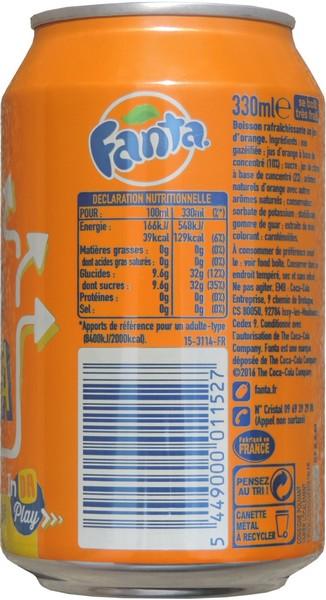 Fanta
DECLARATION NUTRITIONNELLE
POUR : 100ml 330ml (%*)
Energie : 166kJ/ 548kJ/
39kcal 129kcal (6%)
Matières grasses : 0g 0g (0%)
dont acides gras saturés : 0g 0g (0%)
Glucides : 9.6g 32g (12%)
dont sucres : 9.6g 32g (35%)
Protéines : 0g 0g (0%)
Sel : 0g 0g (0%)
*Apports de référence pour un adulte-type
(8400kJ/2000kcal). 15-3114-FR
5 449000 011527
in OR
Play
330ml e
se boit
très frais
Boisson rafraîchissante au jus
d'orange. Ingrédients : eau
gazéifiée ; jus d'orange à base de
concentré (10%) ; sucre ; jus de
à base de concentré (2%) ; arômes
naturels d'orange avec autres
arômes naturels ; conservateur :
sorbate de potassium ; stabilisant :
gomme de guar ; extrait de
colorant : caroténoïdes.
A consommer de préférence avant
le : voir fond boîte. Conserver dans un
endroit tempéré, sec et sans
Ne pas agiter. EMB : Coca-Cola
Entreprise, 9 chemin de Bretagne,
CS 80050, 92784 Issy-les-Moulineaux
Cedex 9. Conditionné avec
l'autorisation de The Coca-Cola
Company. Fanta est une marque
déposée de The Coca-Cola Company.
©2016 The Coca-Cola Company
fanta.fr
N° Cristal 09 69 39
(Appel non surtaxé)
Fabriqué en
FRANCE
PENSEZ
AU TRI !
CANETTE
MÉTAL
À RECYCLER